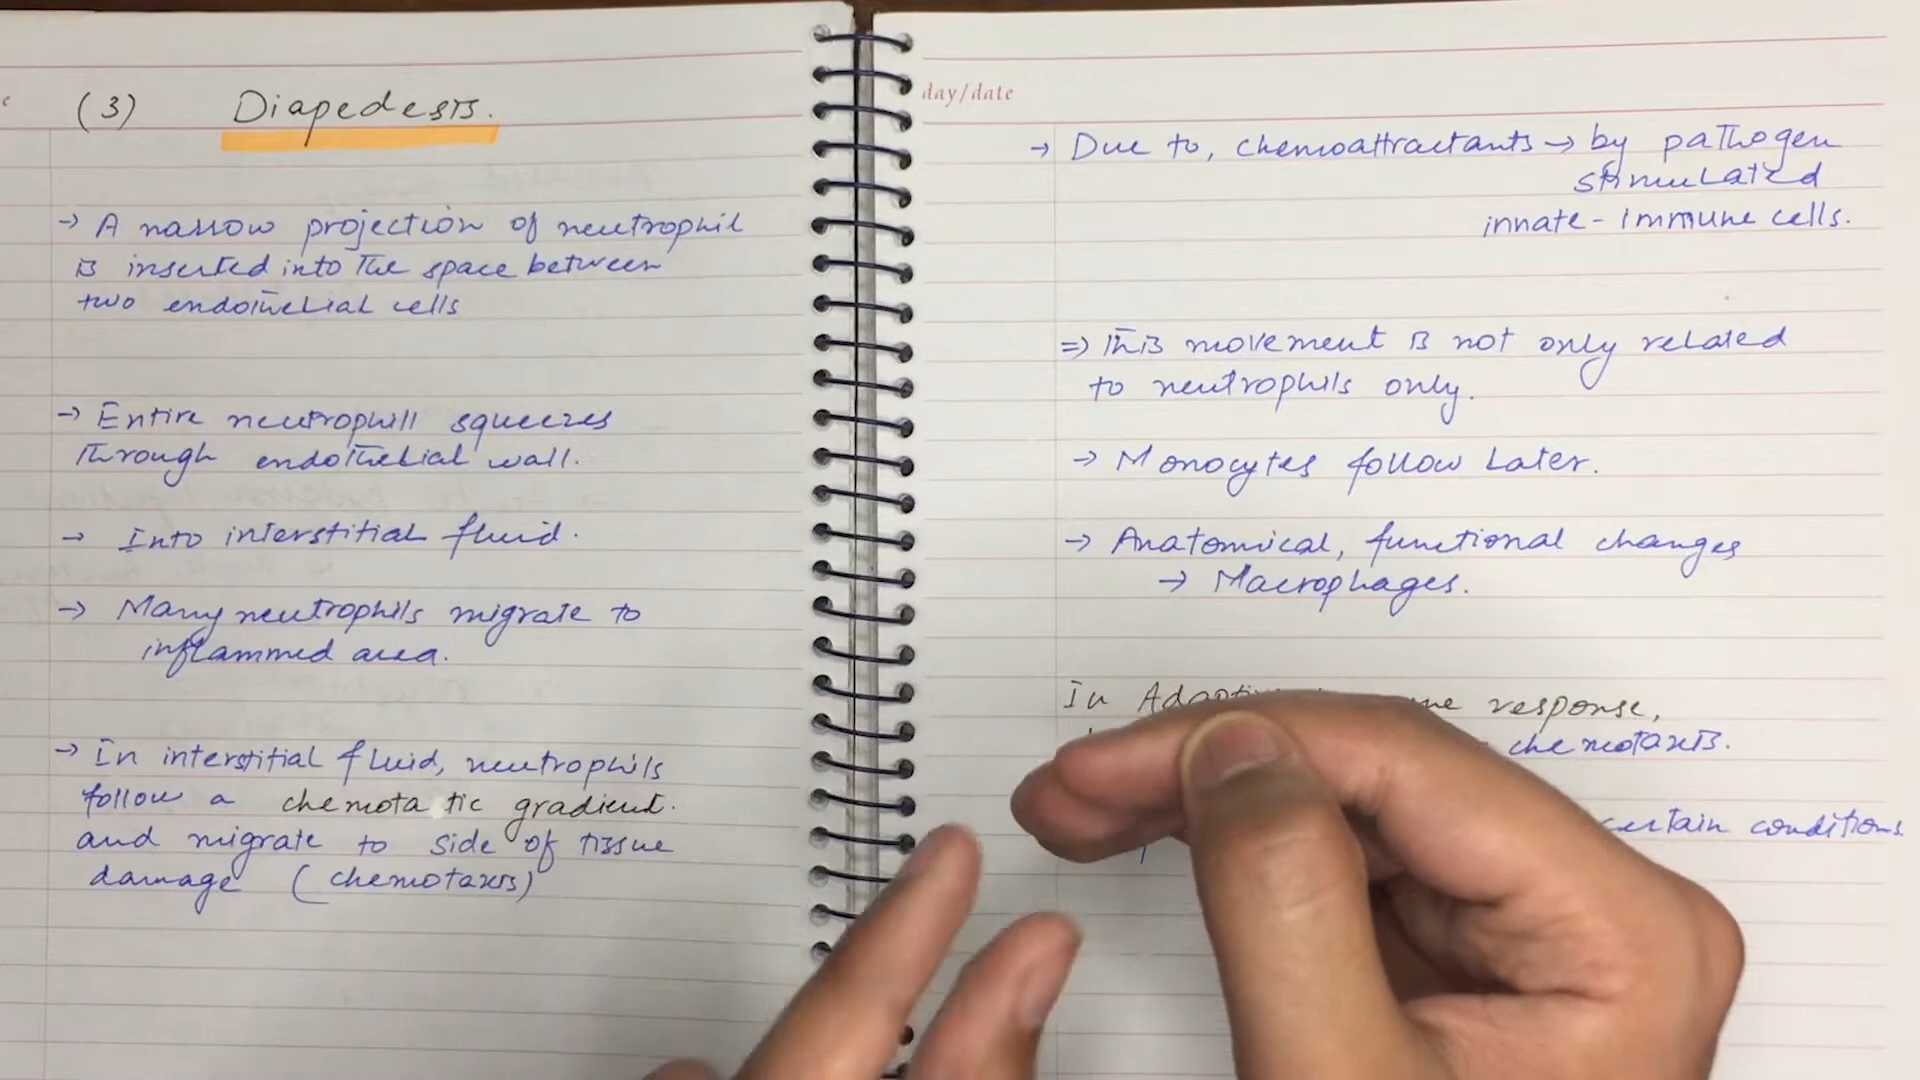 (3) Diapedesis.
→ A narrow projection of neutrophil
is inserted into the space between
two endothelial cells
→ Entire neutrophill squeezes
through endothelial wall.
→ Into interstitial fluid.
→ Many neutrophils migrate to
inflammed area.
→ In interstitial fluid, neutrophils
follow a chemota tic gradient.
and migrate to side of tissue
damage (chemotaxis)
day/date
→ Due to, chemoattractants → by pathogen
stimulated
innate - immune cells.
⇒ This movement is not only related
to neutrophils only.
→ Monocytes follow later.
→ Anatomical, functional changes
→ Macrophages.
In response,
chemotaxis.
certain conditions